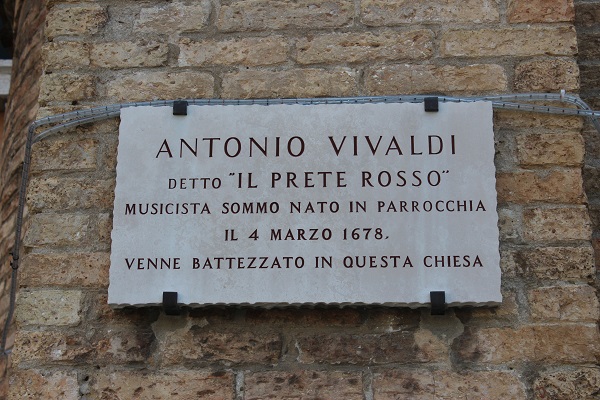 ANTONIO VIVALDI
DETTO "IL PRETE ROSSO"
MUSICISTA SOMMO NATO IN PARROCCHIA
IL 4 MARZO 1678.
VENNE BATTEZZATO IN QUESTA CHIESA